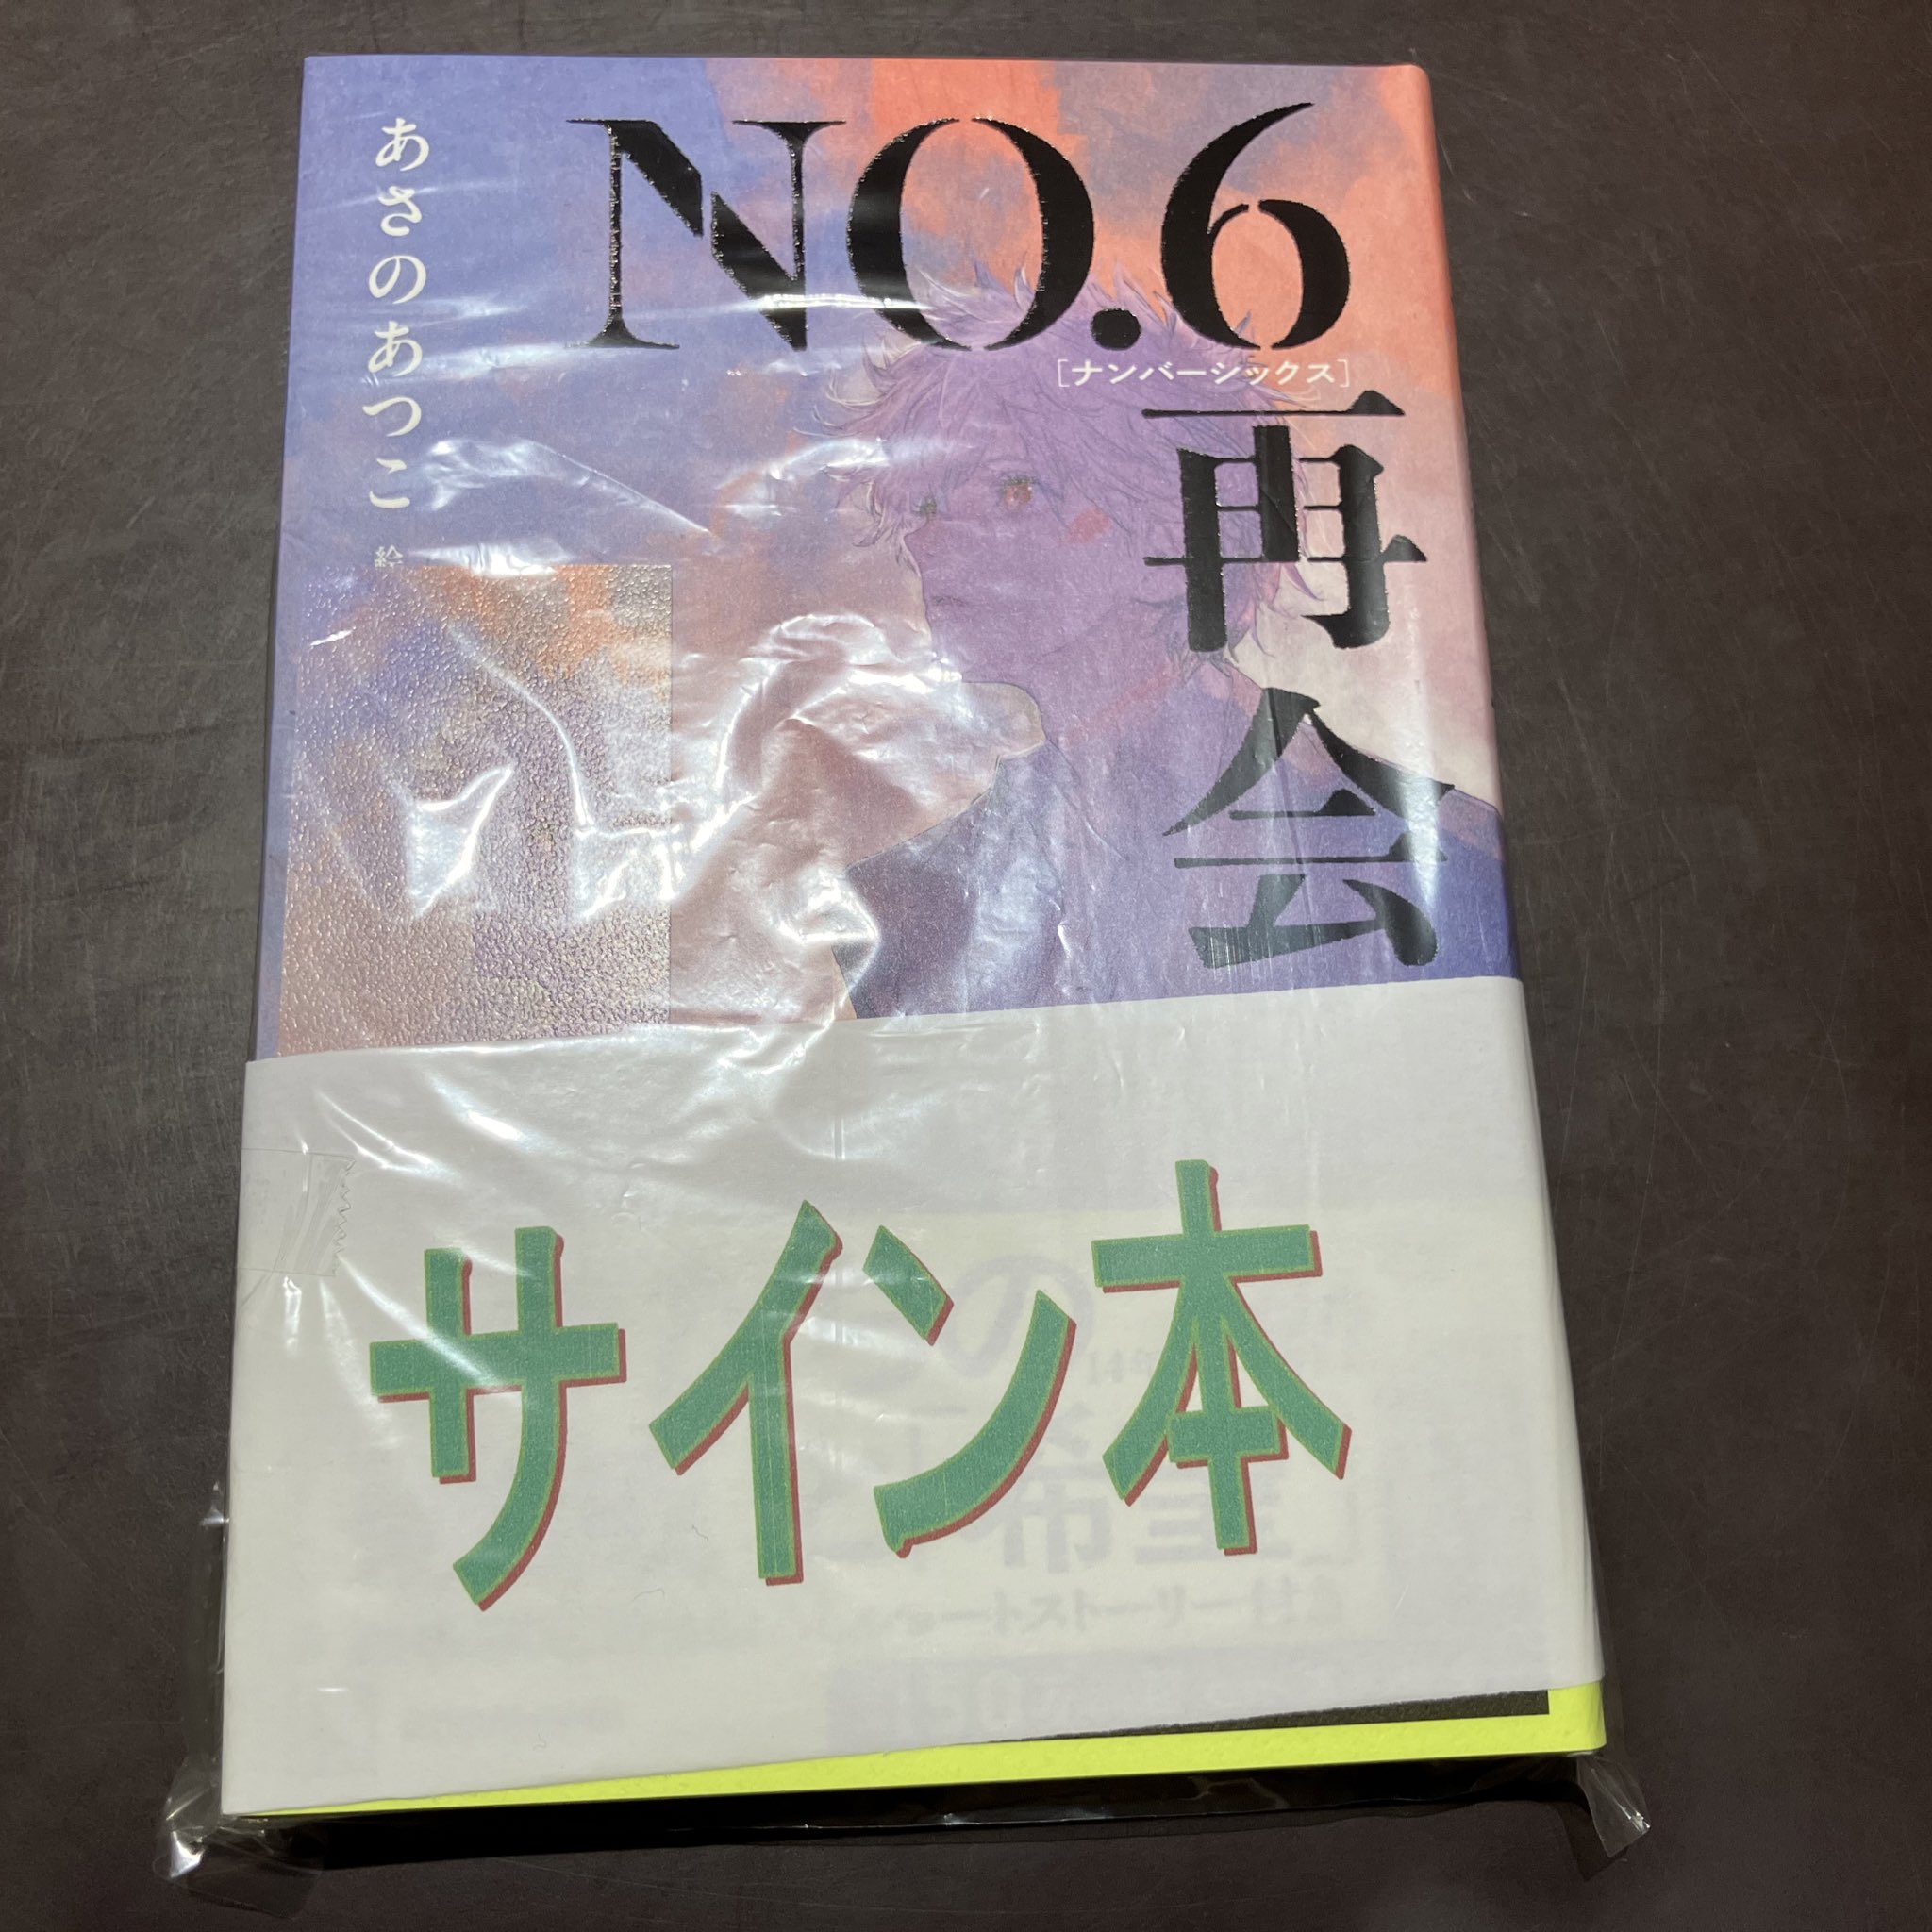 NO.6
[ナンバーシックス]
再会
あさのあつこ
絵
サイン本